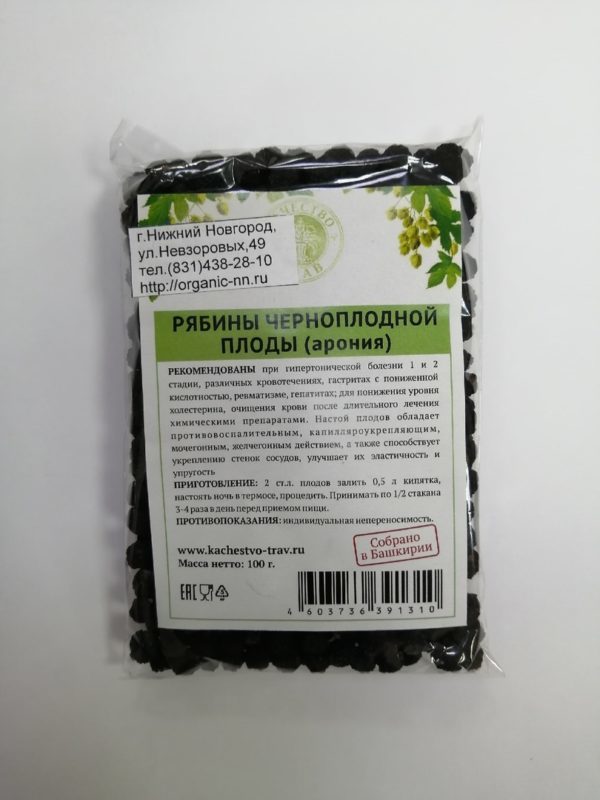 г.Нижний Новгород,
ул.Невзоровых,49
тел.(831)438-28-10
http://organic-nn.ru
РЯБИНЫ ЧЕРНОПЛОДНОЙ
ПЛОДЫ (арония)
РЕКОМЕНДОВАНЫ при гипертонической болезни 1 и 2
стадии, различных кровотечениях, гастритах с пониженной
кислотностью, ревматизме, гепатитах; для понижения уровня
холестерина, очищения крови после длительного лечения
химическими препаратами. Настой плодов обладает
противовоспалительным, капилляроукрепляющим,
мочегонным, желчегонным действием, а также способствует
укреплению стенок сосудов, улучшает их эластичность и
упругость
ПРИГОТОВЛЕНИЕ: 2 ст.л. плодов залить 0,5 л кипятка,
настоять ночь в термосе, процедить. Принимать по 1/2 стакана
3-4 раза в день перед приемом пищи.
ПРОТИВОПОКАЗАНИЯ: индивидуальная непереносимость.
www.kachestvo-trav.ru
Масса нетто: 100 г.
Собрано
в Башкирии
EAC
4 603736 391310